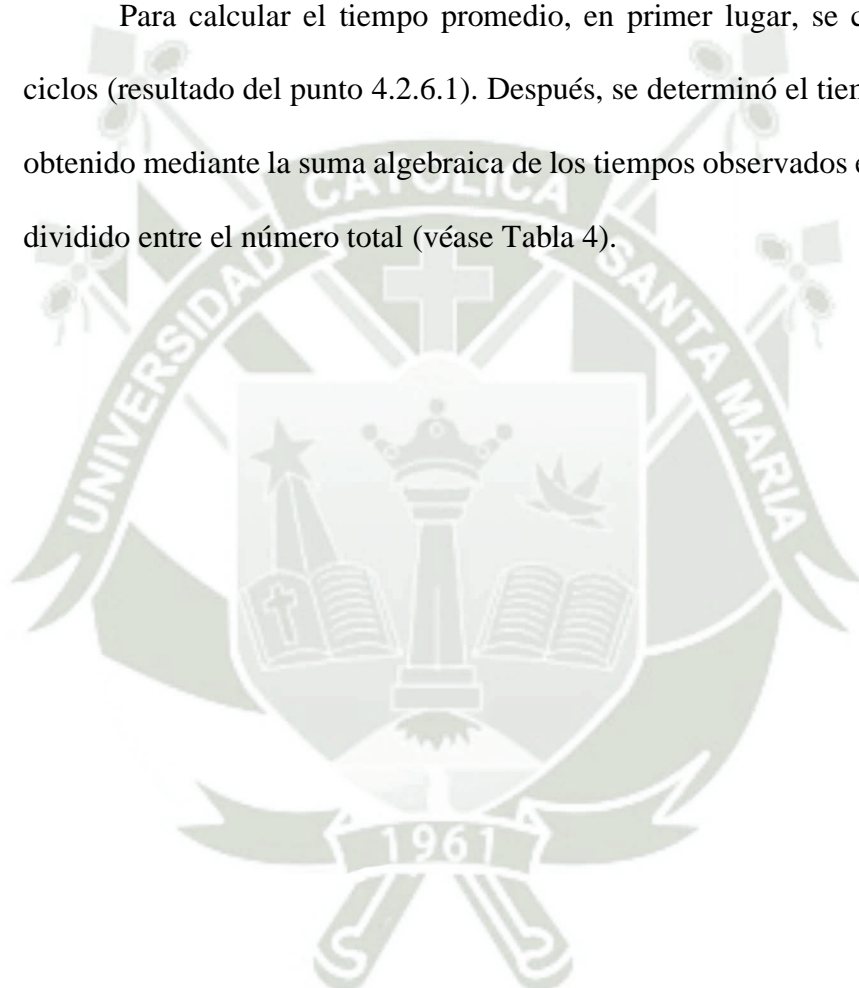 Para calcular el tiempo promedio, en primer lugar, se
ciclos (resultado del punto 4.2.6.1). Después, se determinó el
obtenido mediante la suma algebraica de los tiempos observados
dividido entre el número total (véase Tabla 4).
UNIVERSIDAD CATOLICA SANTA MARIA
1961